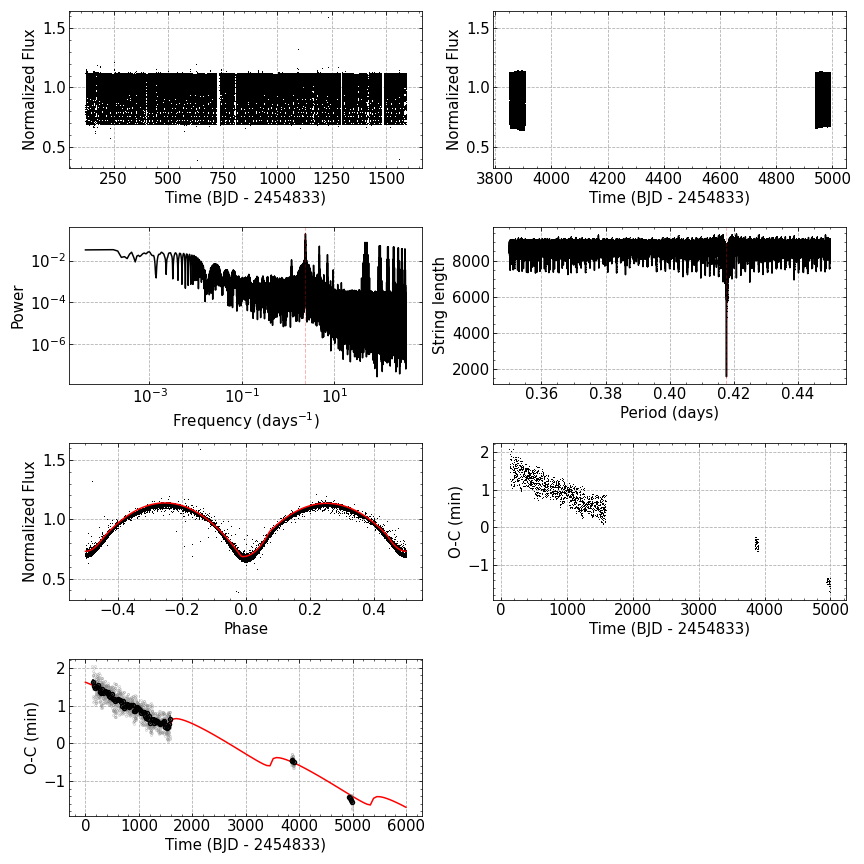 1.5
1.0
0.5
Normalized Flux
250 500 750 1000 1250 1500
Time (BJD - 2454833)
1.5
1.0
0.5
Normalized Flux
3800 4000 4200 4400 4600 4800 5000
Time (BJD - 2454833)
10−2
10−4
10−6
Power
10−3 10−1 101
Frequency (days−1)
8000
6000
4000
2000
String length
0.36 0.38 0.40 0.42 0.44
Period (days)
1.5
1.0
0.5
Normalized Flux
−0.4 −0.2 0.0 0.2 0.4
Phase
2
1
0
−1
O-C (min)
0 1000 2000 3000 4000 5000
Time (BJD - 2454833)
2
1
0
−1
O-C (min)
0 1000 2000 3000 4000 5000 6000
Time (BJD - 2454833)